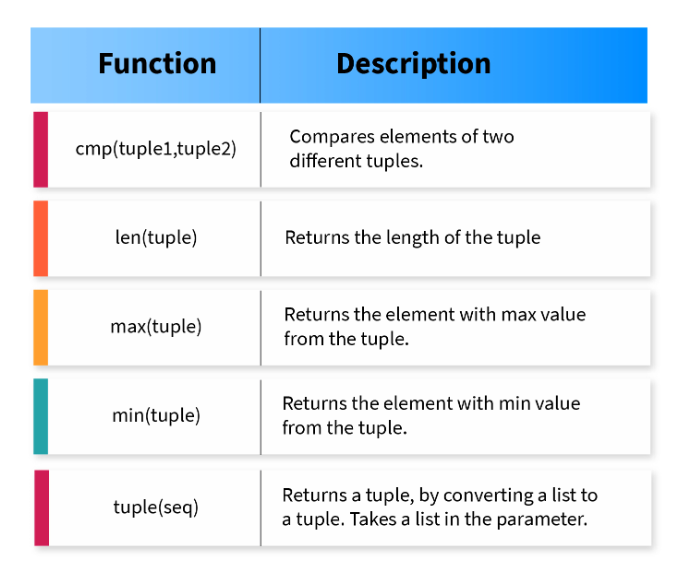 Function Description
cmp(tuple1,tuple2)
Compares elements of two
different tuples.
len(tuple)
Returns the length of the tuple
max(tuple)
Returns the element with max value
from the tuple.
min(tuple)
Returns the element with min value
from the tuple.
tuple(seq)
Returns a tuple, by converting a list to
a tuple. Takes a list in the parameter.